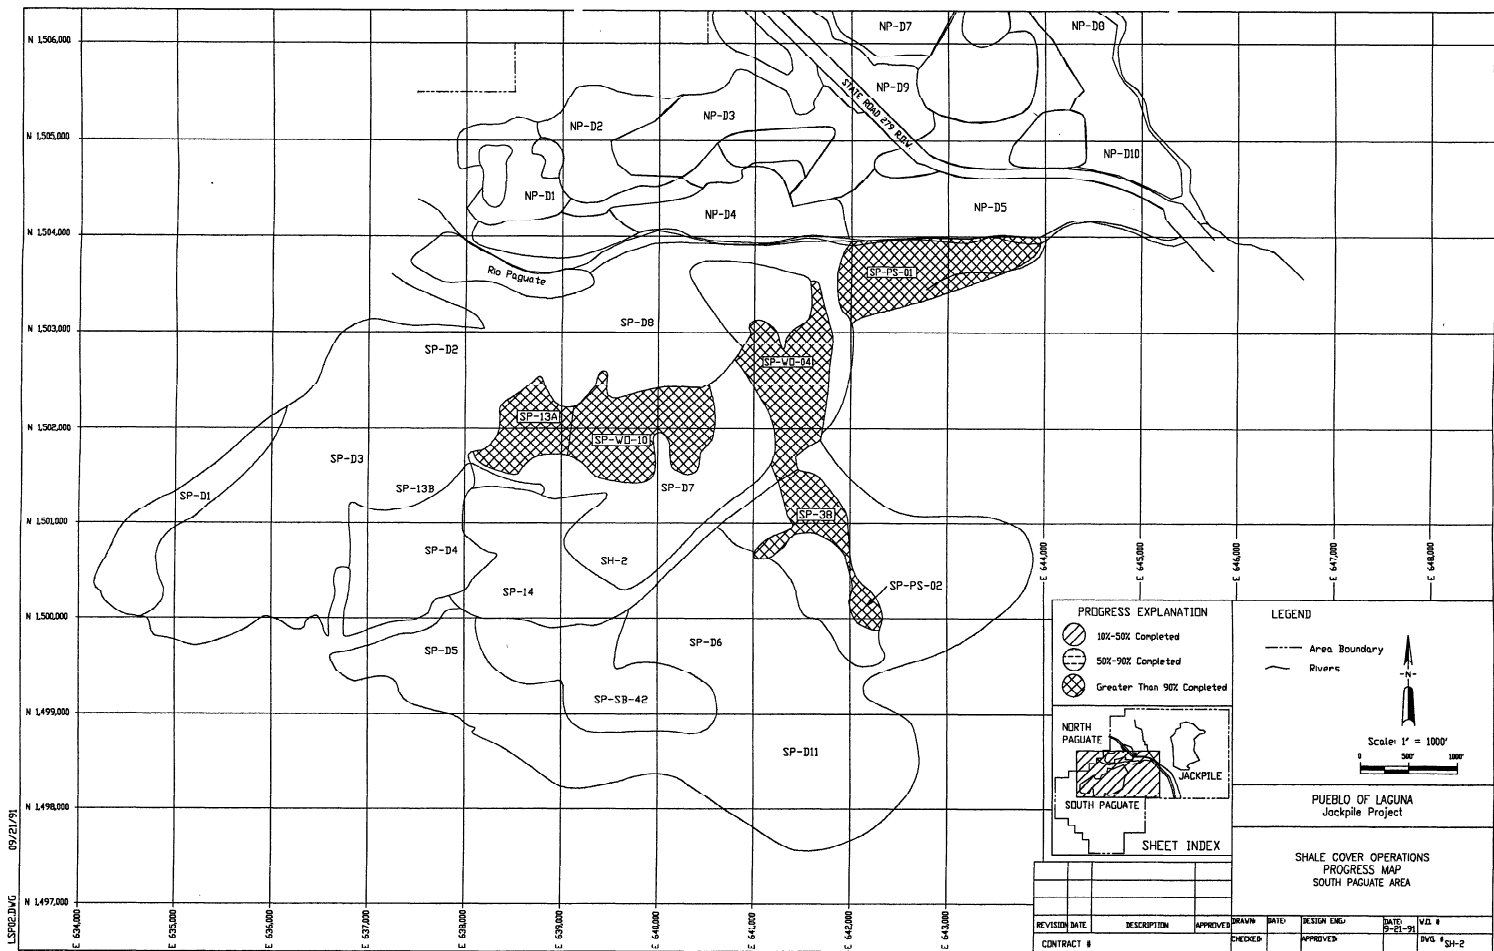 N 1,506,000
N 1,505,000
N 1,504,000
N 1,503,000
N 1,502,000
N 1,501,000
N 1,500,000
N 1,499,000
N 1,498,000
N 1,497,000
NP-D7
NP-D8
NP-D9
STATE ROAD 279 R.O.W.
NP-D3
NP-D2
NP-D10
NP-D1
NP-D4
NP-D5
Rio Paguate
SP-PS-01
SP-D8
SP-D2
SP-WD-04
SP-13A
SP-WD-10
SP-D3
SP-13B
SP-D7
SP-D1
SP-38
SP-D4
SH-2
SP-14
SP-PS-02
SP-D5
SP-D6
SP-SB-42
SP-D11
E 634,000
E 635,000
E 636,000
E 637,000
E 638,000
E 639,000
E 640,000
E 641,000
E 642,000
E 643,000
E 644,000
E 645,000
E 646,000
E 647,000
E 648,000
PROGRESS EXPLANATION
10%-50% Completed
50%-90% Completed
Greater Than 90% Completed
LEGEND
Area Boundary
Rivers
-N-
Scale: 1" = 1000'
0 500' 1000'
NORTH
PAGUATE
JACKPILE
SOUTH PAGUATE
SHEET INDEX
PUEBLO OF LAGUNA
Jackpile Project
SHALE COVER OPERATIONS
PROGRESS MAP
SOUTH PAGUATE AREA
REVISION DATE DESCRIPTION APPROVED
CONTRACT #
DRAWN: DATE: DESIGN ENG.: DATE: 9-21-91 W.O. #
CHECKED: APPROVED: DWG. # SH-2
LSP02.DWG 09/21/91